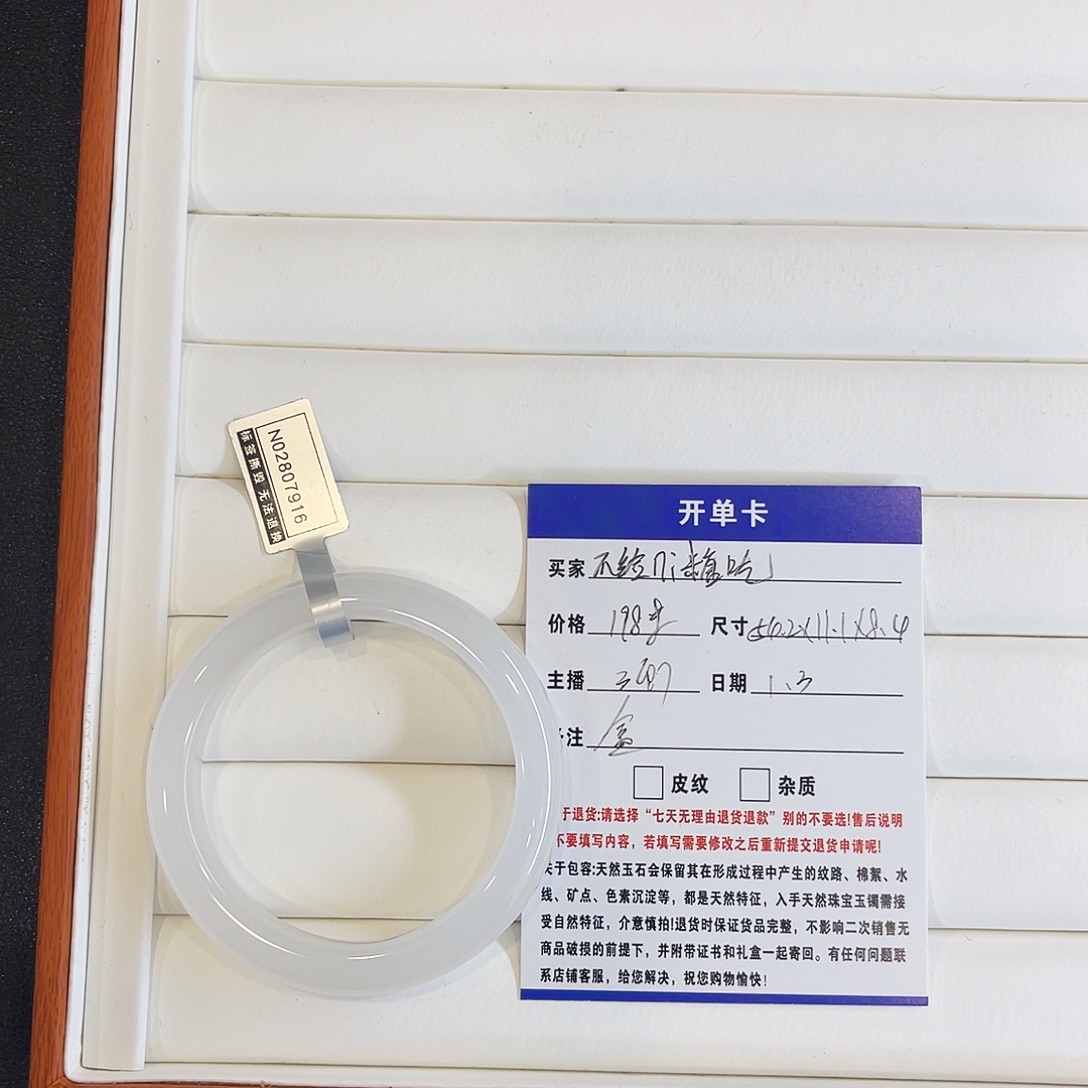 N02807916
标签撕毁 无法退换
开单卡
买家
价格 198 尺寸 54.2X11.1X8.4
主播 日期 1.3
注 盒
皮纹 杂质
于退货:请选择“七天无理由退货退款”别的不要选!售后说明
不要填写内容，若填写需要修改之后重新提交退货申请呢!
关于包容:天然玉石会保留其在形成过程中产生的纹路、棉絮、水
线、矿点、色素沉淀等，都是天然特征，入手天然珠宝玉镯需接
受自然特征，介意慎拍!退货时保证货品完整，不影响二次销售无
商品破损的前提下，并附带证书和礼盒一起寄回。有任何问题联
系店铺客服，给您解决，祝您购物愉快!